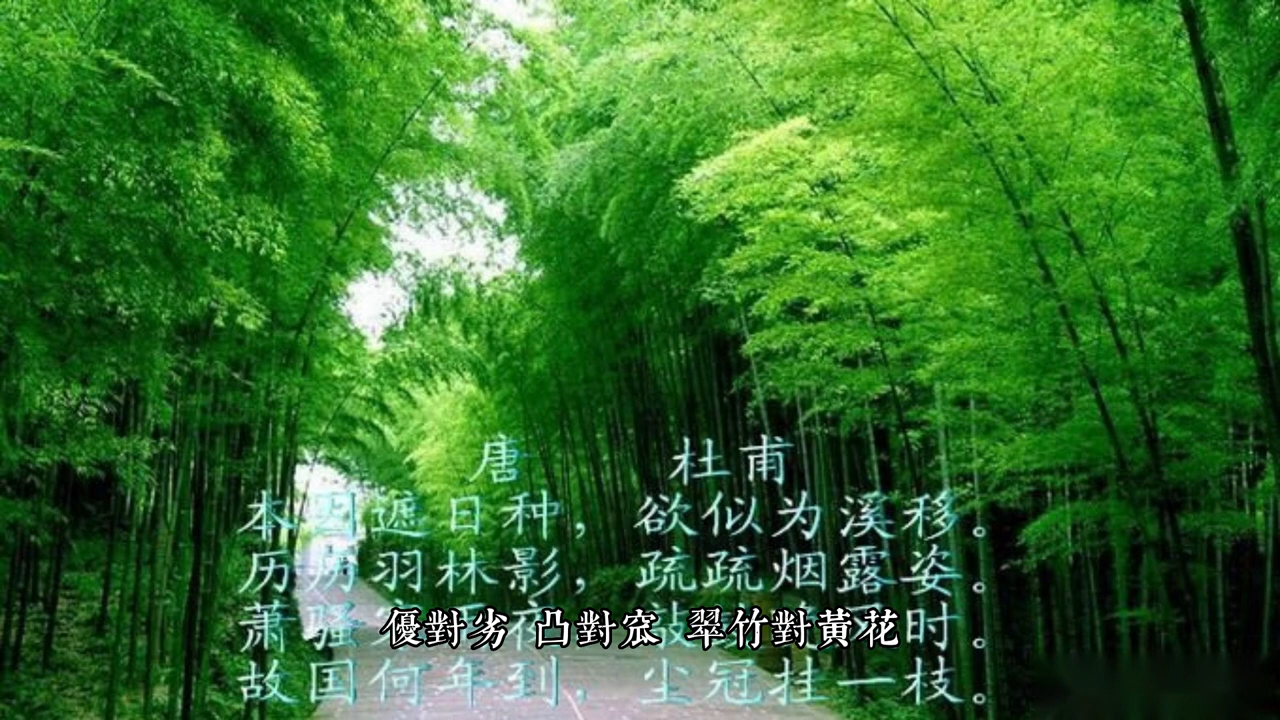 唐 杜甫
本因遮日种，欲似为溪移。
历历羽林影，疏疏烟露姿。
萧骚 时。
優對劣 凸對窊 翠竹對黃花
故国何年到，尘冠挂一枝。